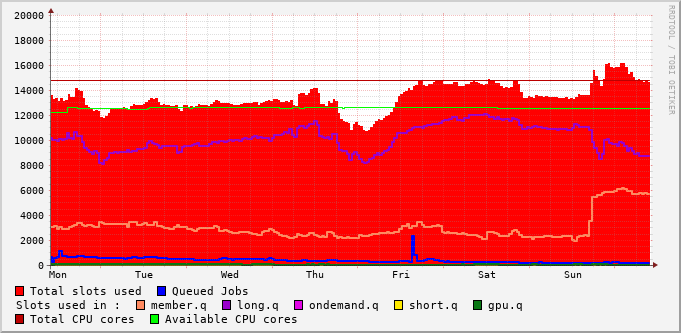 20000
18000
16000
14000
12000
10000
8000
6000
4000
2000
0
Mon Tue Wed Thu Fri Sat Sun
RRDTOOL / TOBI OETIKER
Total slots used Queued Jobs
Slots used in : member.q long.q ondemand.q short.q gpu.q
Total CPU cores Available CPU cores